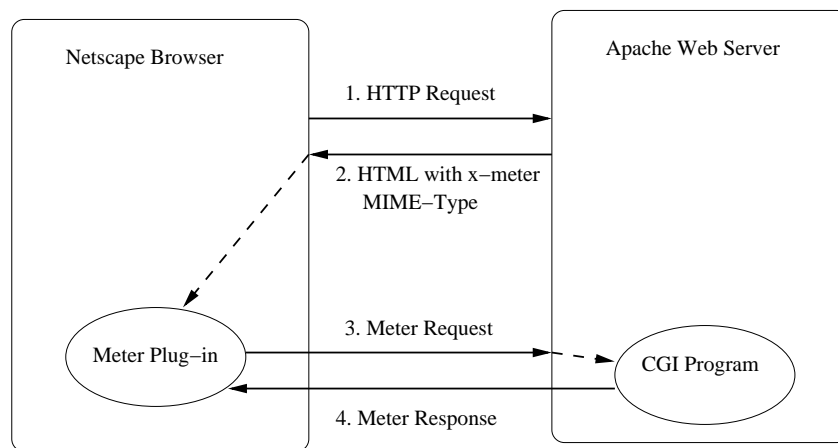 Netscape Browser
Apache Web Server
1. HTTP Request
2. HTML with x−meter
MIME−Type
3. Meter Request
Meter Plug−in
CGI Program
4. Meter Response